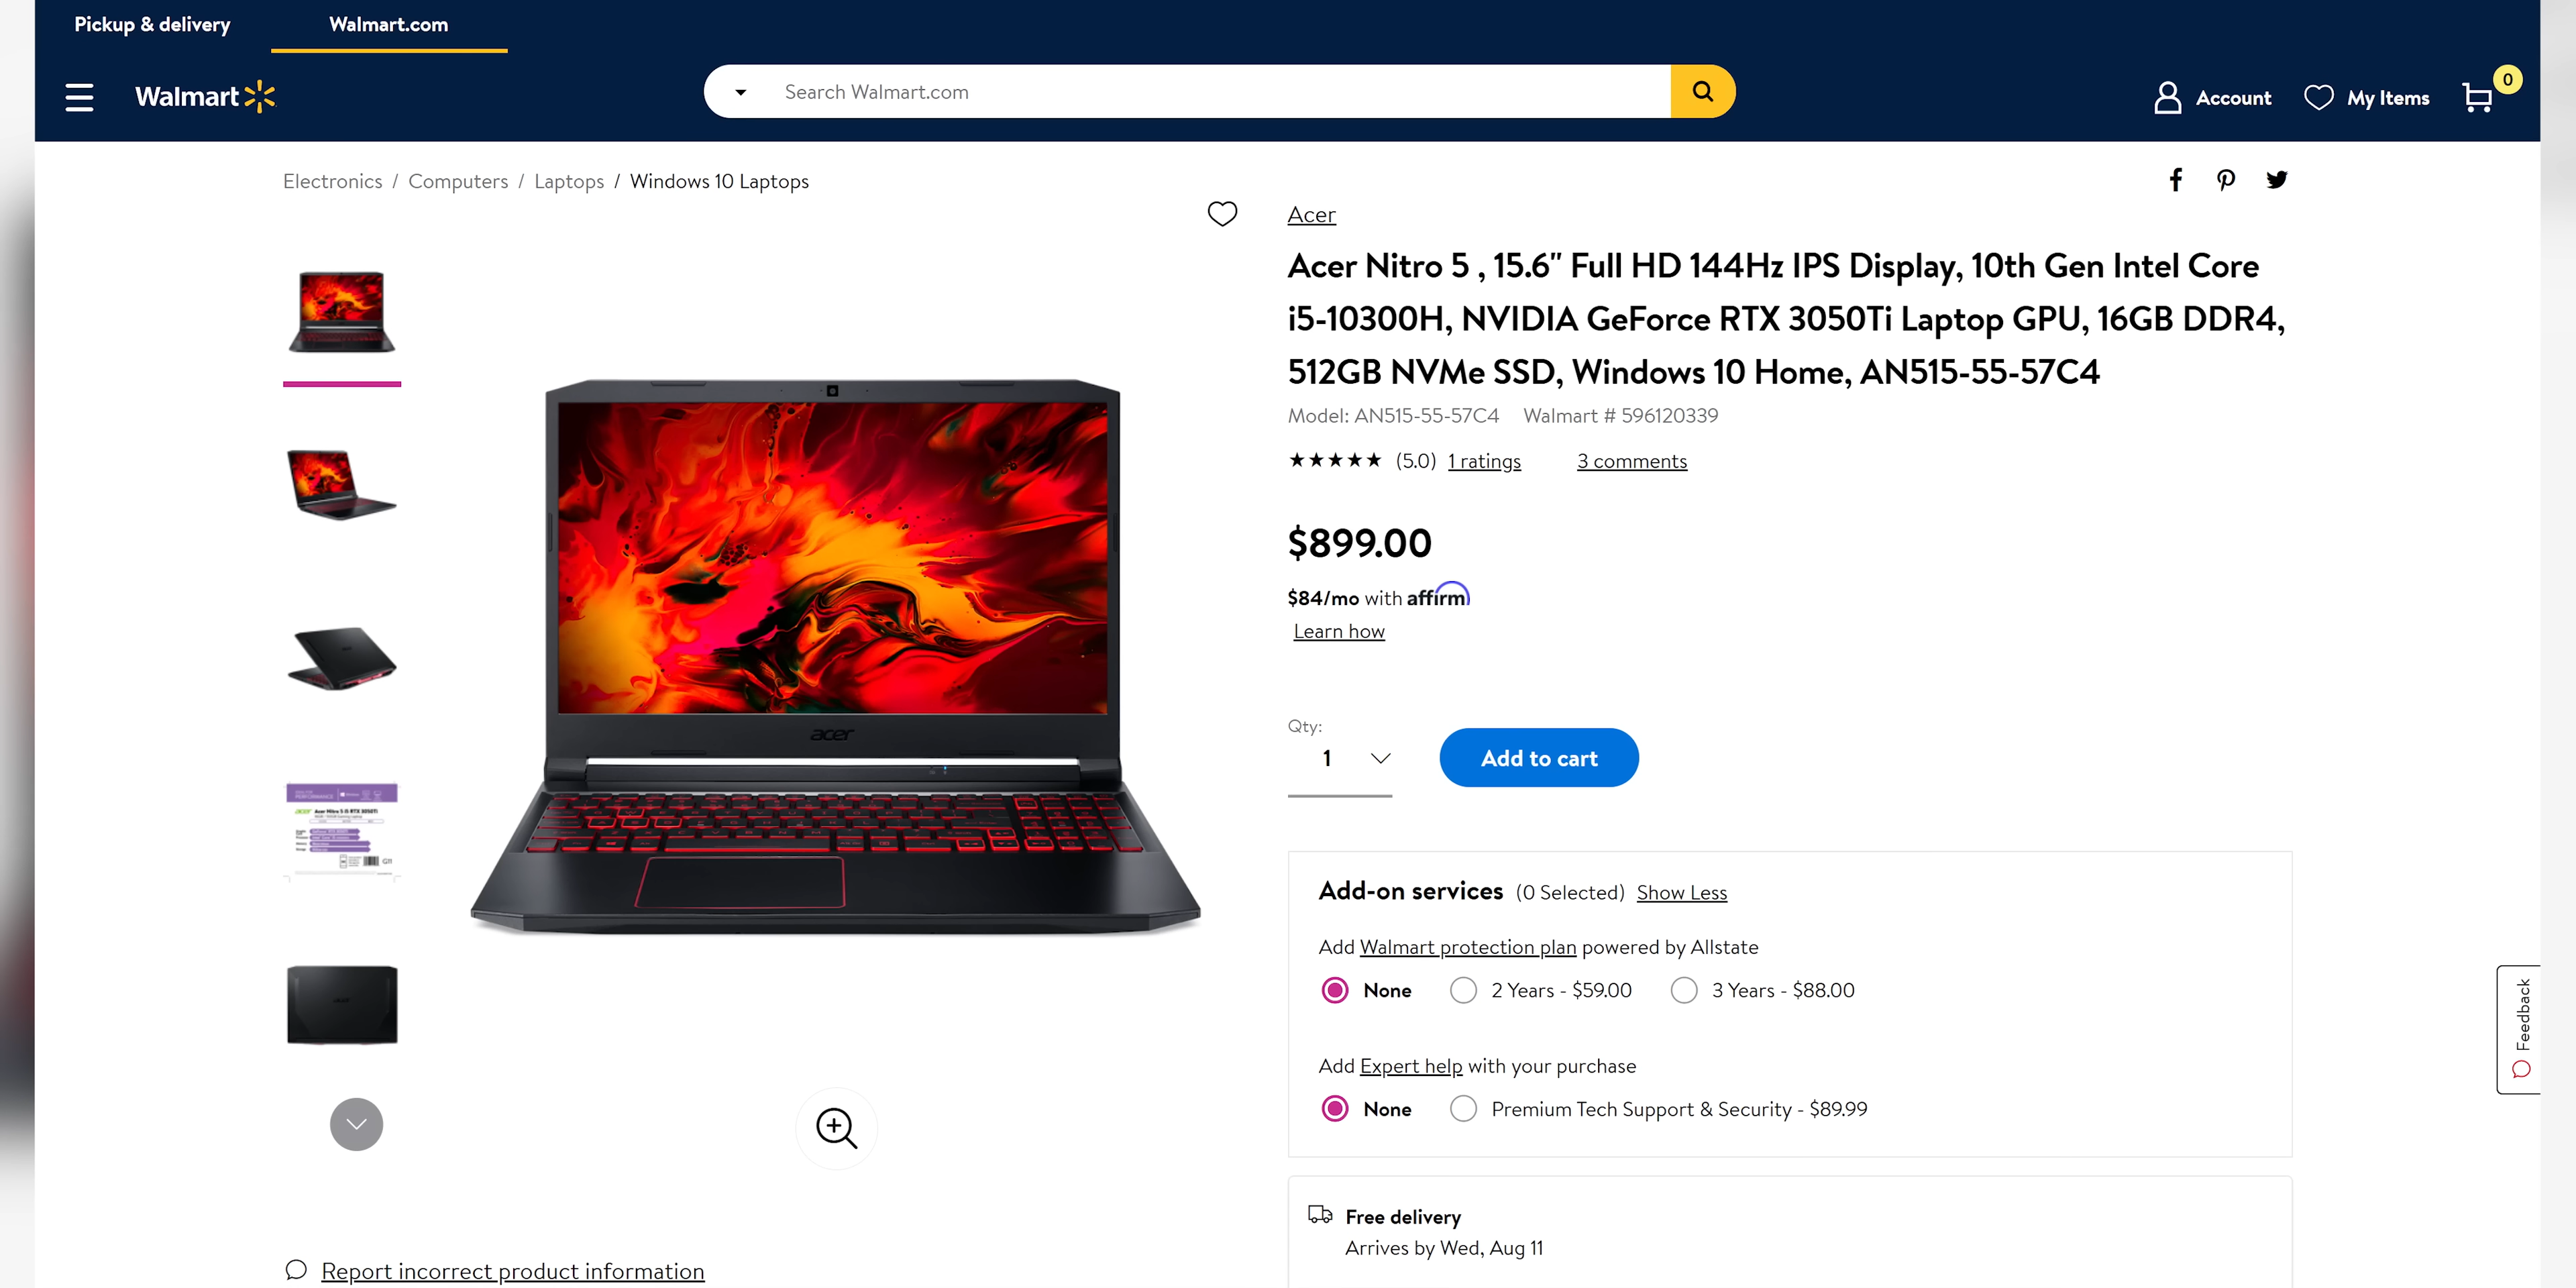 Pickup & delivery
Walmart.com
Walmart
Search Walmart.com
Account
My Items
0
Electronics / Computers / Laptops / Windows 10 Laptops
Acer
Acer Nitro 5 , 15.6" Full HD 144Hz IPS Display, 10th Gen Intel Core
i5-10300H, NVIDIA GeForce RTX 3050Ti Laptop GPU, 16GB DDR4,
512GB NVMe SSD, Windows 10 Home, AN515-55-57C4
Model: AN515-55-57C4 Walmart # 596120339
(5.0) 1 ratings 3 comments
$899.00
$84/mo with affirm
Learn how
acer
Qty:
1
Add to cart
Add-on services (0 Selected) Show Less
Add Walmart protection plan powered by Allstate
None 2 Years - $59.00 3 Years - $88.00
Add Expert help with your purchase
None Premium Tech Support & Security - $89.99
Feedback
Free delivery
Arrives by Wed, Aug 11
Report incorrect product information